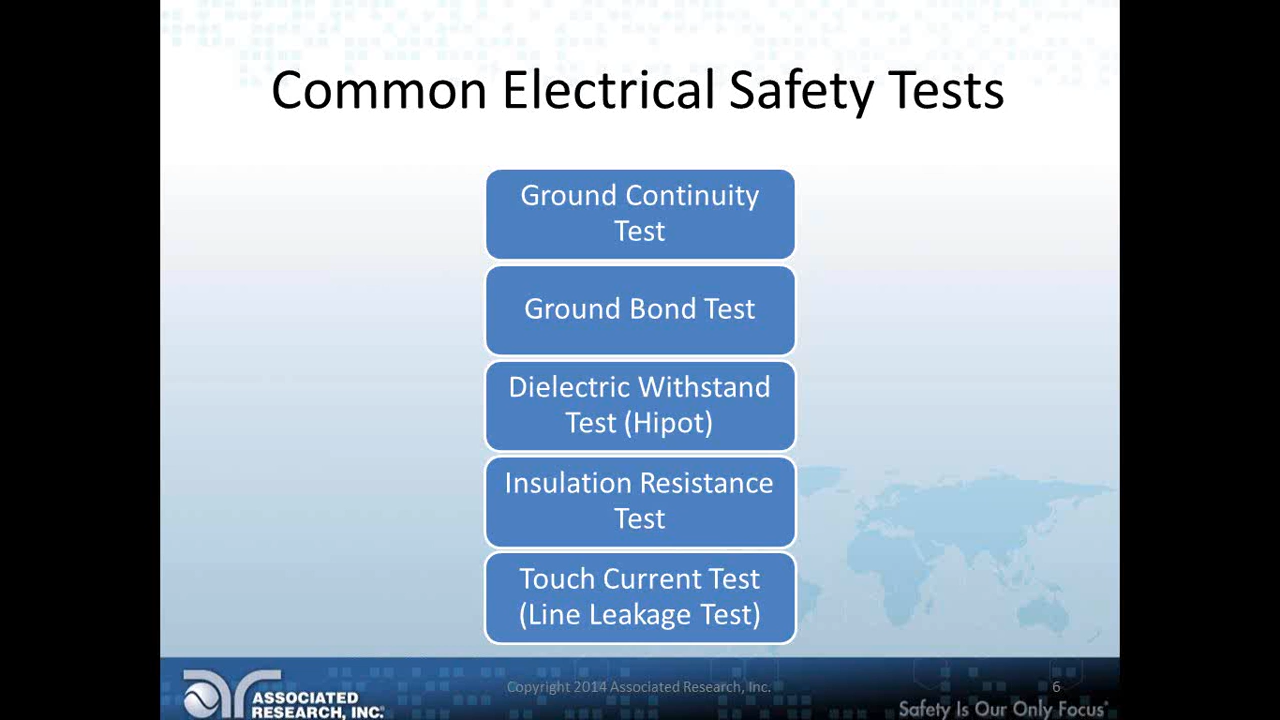 Common Electrical Safety Tests
Ground Continuity
Test
Ground Bond Test
Dielectric Withstand
Test (Hipot)
Insulation Resistance
Test
Touch Current Test
(Line Leakage Test)
ASSOCIATED
RESEARCH, INC.
Copyright 2014 Associated Research, Inc.
6
Safety Is Our Only Focus